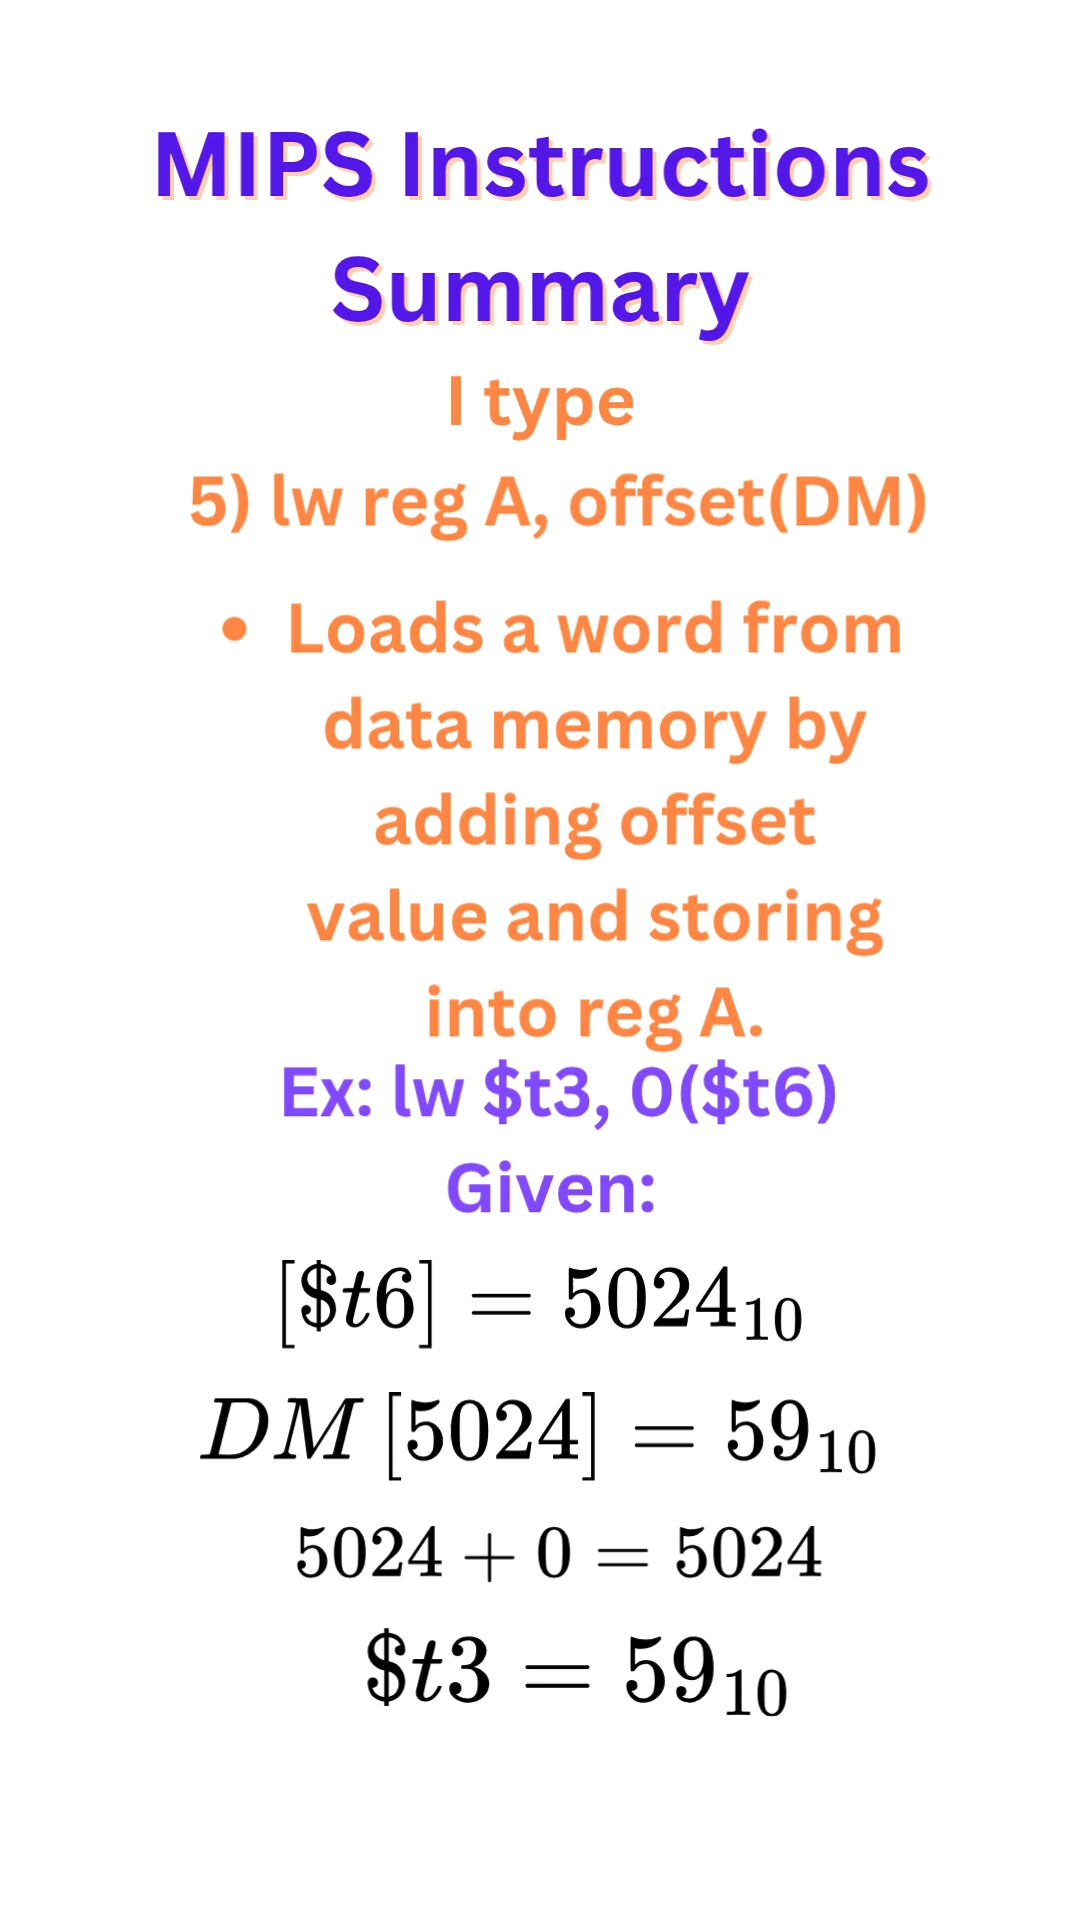 MIPS Instructions
Summary
I type
5) lw reg A, offset(DM)
• Loads a word from
data memory by
adding offset
value and storing
into reg A.
Ex: lw $t3, 0($t6)
Given:
[$t6] = 5024₁₀
DM [5024] = 59₁₀
5024 + 0 = 5024
$t3 = 59₁₀